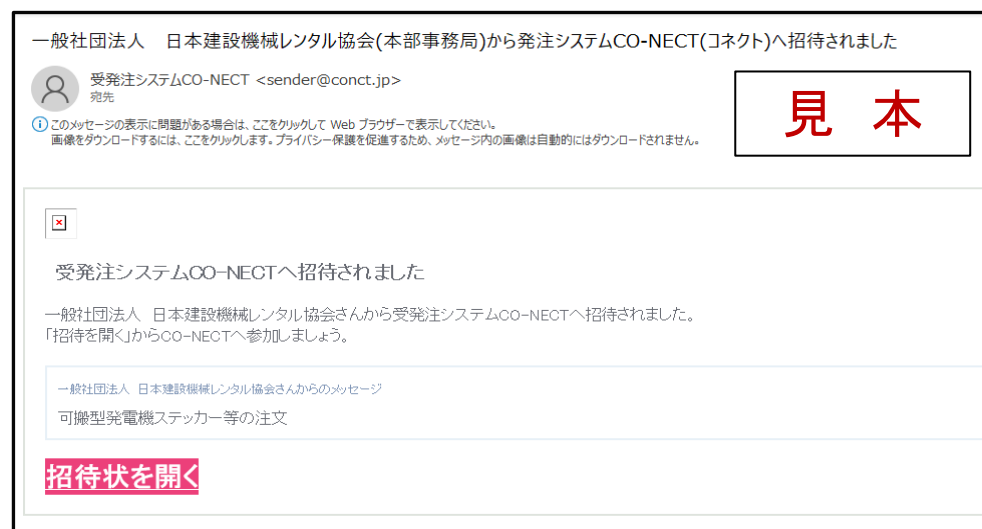 一般社団法人　日本建設機械レンタル協会(本部事務局)から発注システムCO-NECT(コネクト)へ招待されました
受発注システムCO-NECT <sender@conct.jp>
宛先
見 本
このメッセージの表示に問題がある場合は、ここをクリックして Web ブラウザーで表示してください。
画像をダウンロードするには、ここをクリックします。プライバシー保護を促進するため、メッセージ内の画像は自動的にはダウンロードされません。
受発注システムCO-NECTへ招待されました
一般社団法人 日本建設機械レンタル協会さんから受発注システムCO-NECTへ招待されました。
「招待を開く」からCO-NECTへ参加しましょう。
一般社団法人 日本建設機械レンタル協会さんからのメッセージ
可搬型発電機ステッカー等の注文
招待状を開く